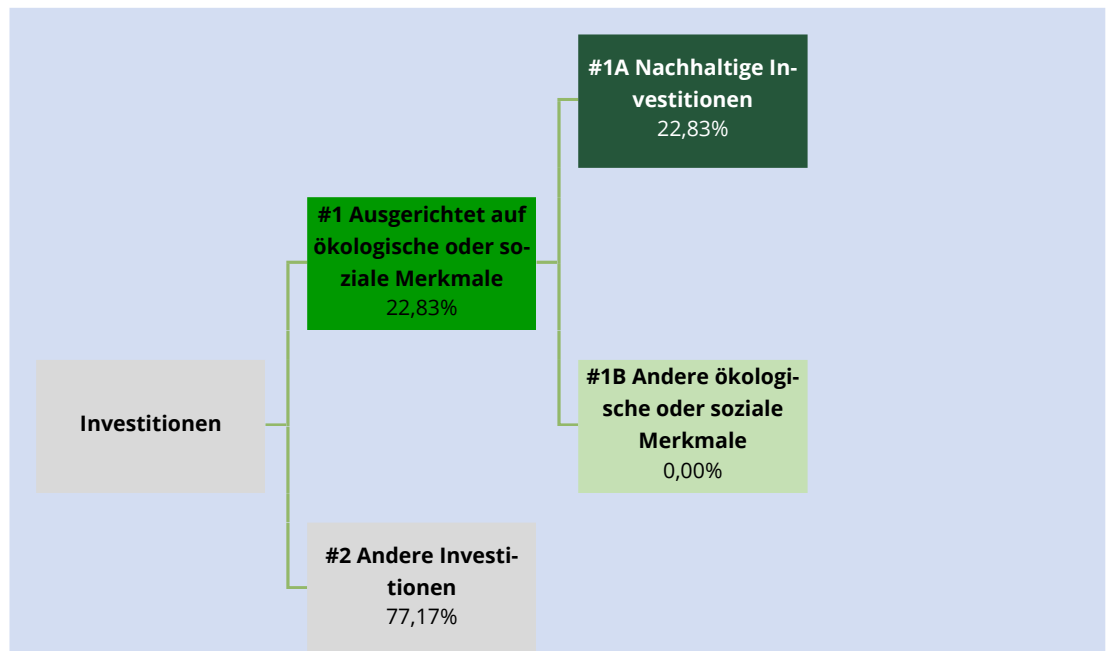 #1A Nachhaltige In-
vestitionen
22,83%
#1 Ausgerichtet auf
ökologische oder so-
ziale Merkmale
22,83%
Investitionen
#1B Andere ökologi-
sche oder soziale
Merkmale
0,00%
#2 Andere Investi-
tionen
77,17%